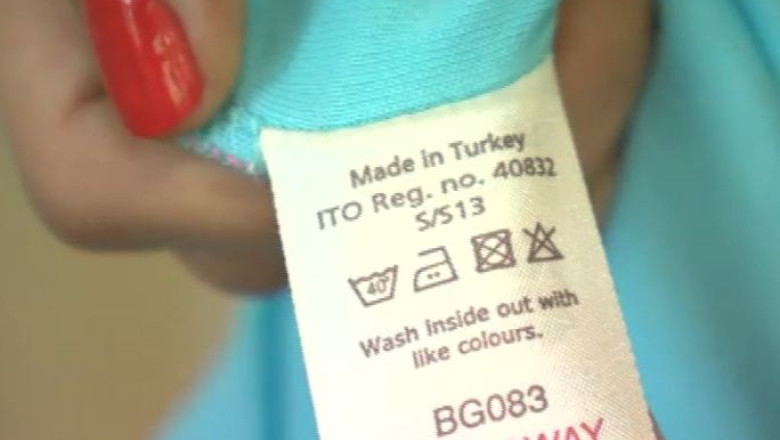 Made in Turkey
ITO Reg. no. 40832
S/S13
40°
Wash inside out with
like colours.
BG083